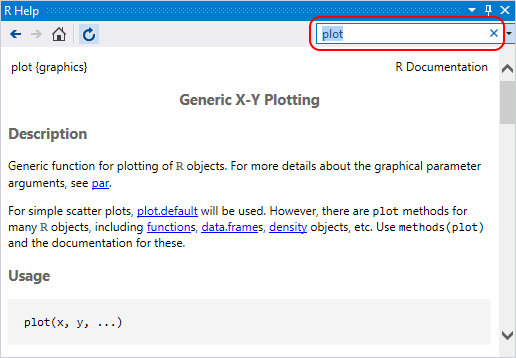 R Help
plot
plot {graphics} R Documentation
Generic X-Y Plotting
Description
Generic function for plotting of R objects. For more details about the graphical parameter
arguments, see par.
For simple scatter plots, plot.default will be used. However, there are plot methods for
many R objects, including functions, data.frames, density objects, etc. Use methods(plot)
and the documentation for these.
Usage
plot(x, y, ...)